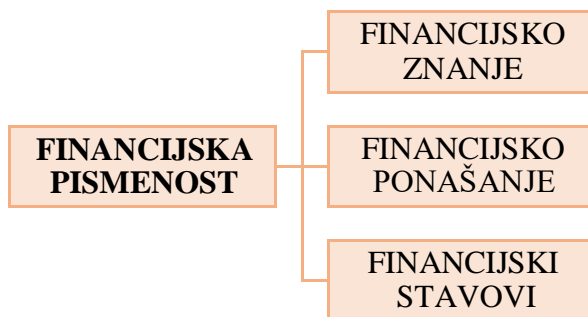 FINANCIJSKA
PISMENOST
FINANCIJSKO
ZNANJE
FINANCIJSKO
PONAŠANJE
FINANCIJSKI
STAVOVI